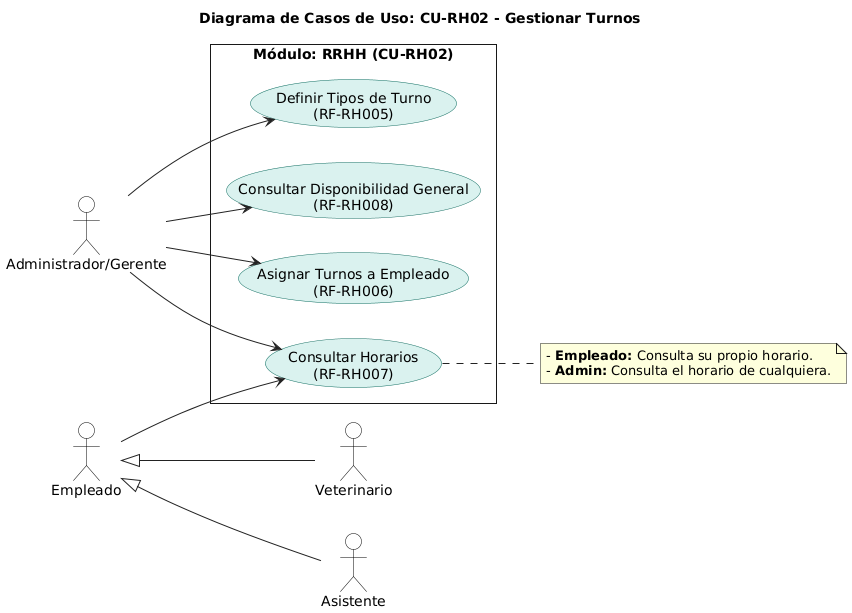 Diagrama de Casos de Uso: CU-RH02 - Gestionar Turnos
Módulo: RRHH (CU-RH02)
Definir Tipos de Turno
(RF-RH005)
Consultar Disponibilidad General
(RF-RH008)
Administrador/Gerente
Asignar Turnos a Empleado
(RF-RH006)
Consultar Horarios
(RF-RH007)
- Empleado: Consulta su propio horario.
- Admin: Consulta el horario de cualquiera.
Empleado
Veterinario
Asistente